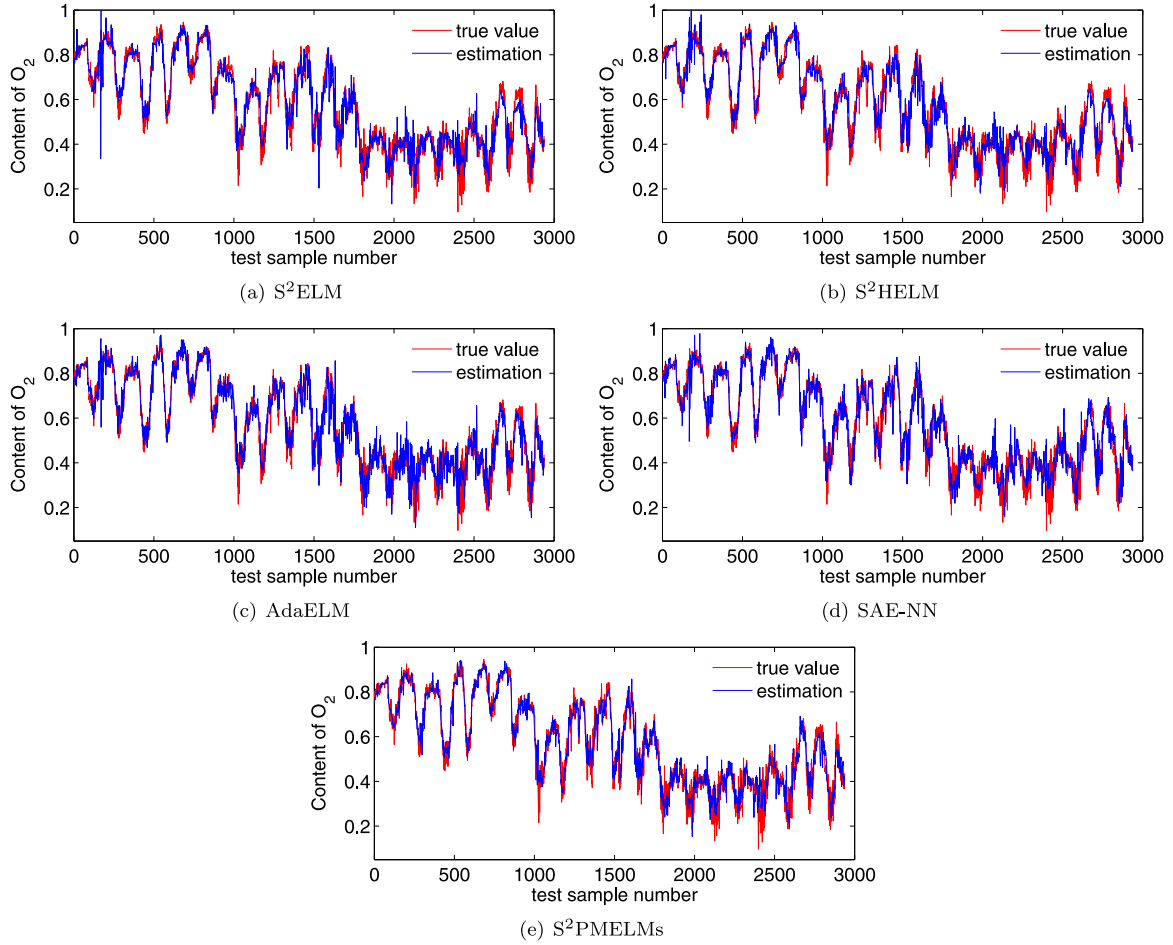 1
0.8
0.6
0.4
0.2
Content of O2
true value
estimation
0 500 1000 1500 2000 2500 3000
test sample number
(a) S²ELM
1
0.8
0.6
0.4
0.2
Content of O2
true value
estimation
0 500 1000 1500 2000 2500 3000
test sample number
(b) S²HELM
1
0.8
0.6
0.4
0.2
Content of O2
true value
estimation
0 500 1000 1500 2000 2500 3000
test sample number
(c) AdaELM
1
0.8
0.6
0.4
0.2
Content of O2
true value
estimation
0 500 1000 1500 2000 2500 3000
test sample number
(d) SAE-NN
1
0.8
0.6
0.4
0.2
Content of O2
true value
estimation
0 500 1000 1500 2000 2500 3000
test sample number
(e) S²PMELMs